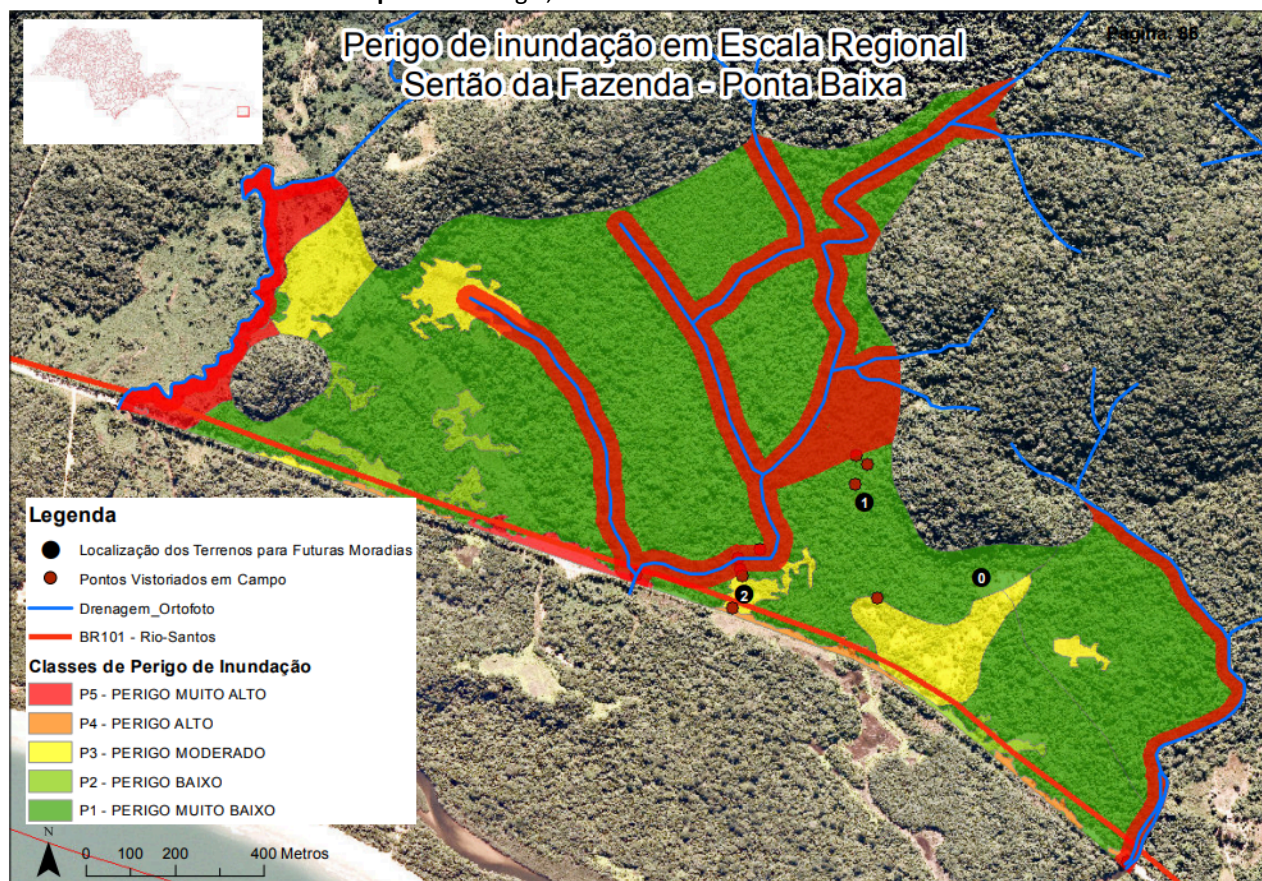 Perigo de inundação em Escala Regional
Sertão da Fazenda - Ponta Baixa
Página: 86
1
0
2
Legenda
Localização dos Terrenos para Futuras Moradias
Pontos Vistoriados em Campo
Drenagem_Ortofoto
BR101 - Rio-Santos
Classes de Perigo de Inundação
P5 - PERIGO MUITO ALTO
P4 - PERIGO ALTO
P3 - PERIGO MODERADO
P2 - PERIGO BAIXO
P1 - PERIGO MUITO BAIXO
N
0 100 200 400 Metros